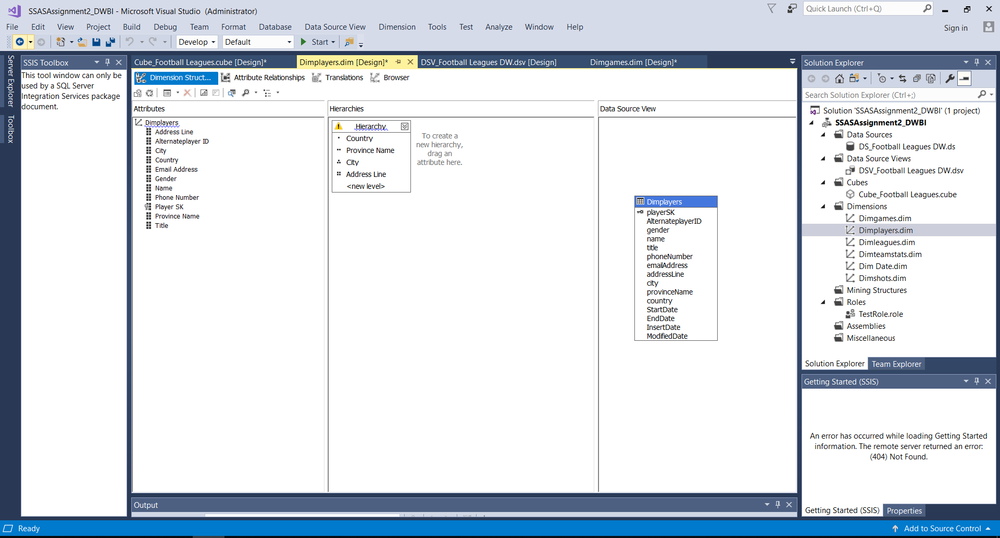 SSASAssignment2_DWBI - Microsoft Visual Studio (Administrator)
Quick Launch (Ctrl+Q)
File Edit View Project Build Debug Team Format Database Data Source View Dimension Tools Test Analyze Window Help
Sign in
Develop Default Start
Server Explorer
Toolbox
SSIS Toolbox
This tool window can only be
used by a SQL Server
Integration Services package
document.
Cube_Football Leagues.cube [Design]* Dimplayers.dim [Design]* DSV_Football Leagues DW.dsv [Design] Dimgames.dim [Design]*
Dimension Struct... Attribute Relationships Translations Browser
Attributes
Dimplayers
Address Line
Alternateplayer ID
City
Country
Email Address
Gender
Name
Phone Number
Player SK
Province Name
Title
Hierarchies
Hierarchy
Country
Province Name
City
Address Line
<new level>
To create a
new hierarchy,
drag an
attribute here.
Data Source View
Dimplayers
playerSK
AlternateplayerID
gender
name
title
phoneNumber
emailAddress
addressLine
city
provinceName
country
StartDate
EndDate
InsertDate
ModifiedDate
Output
Solution Explorer
Search Solution Explorer (Ctrl+;)
Solution 'SSASAssignment2_DWBI' (1 project)
SSASAssignment2_DWBI
Data Sources
DS_Football Leagues DW.ds
Data Source Views
DSV_Football Leagues DW.dsv
Cubes
Cube_Football Leagues.cube
Dimensions
Dimgames.dim
Dimplayers.dim
Dimleagues.dim
Dimteamstats.dim
Dim Date.dim
Dimshots.dim
Mining Structures
Roles
TestRole.role
Assemblies
Miscellaneous
Solution Explorer Team Explorer
Getting Started (SSIS)
An error has occurred while loading Getting Started
information. The remote server returned an error:
(404) Not Found.
Getting Started (SSIS) Properties
Ready
Add to Source Control